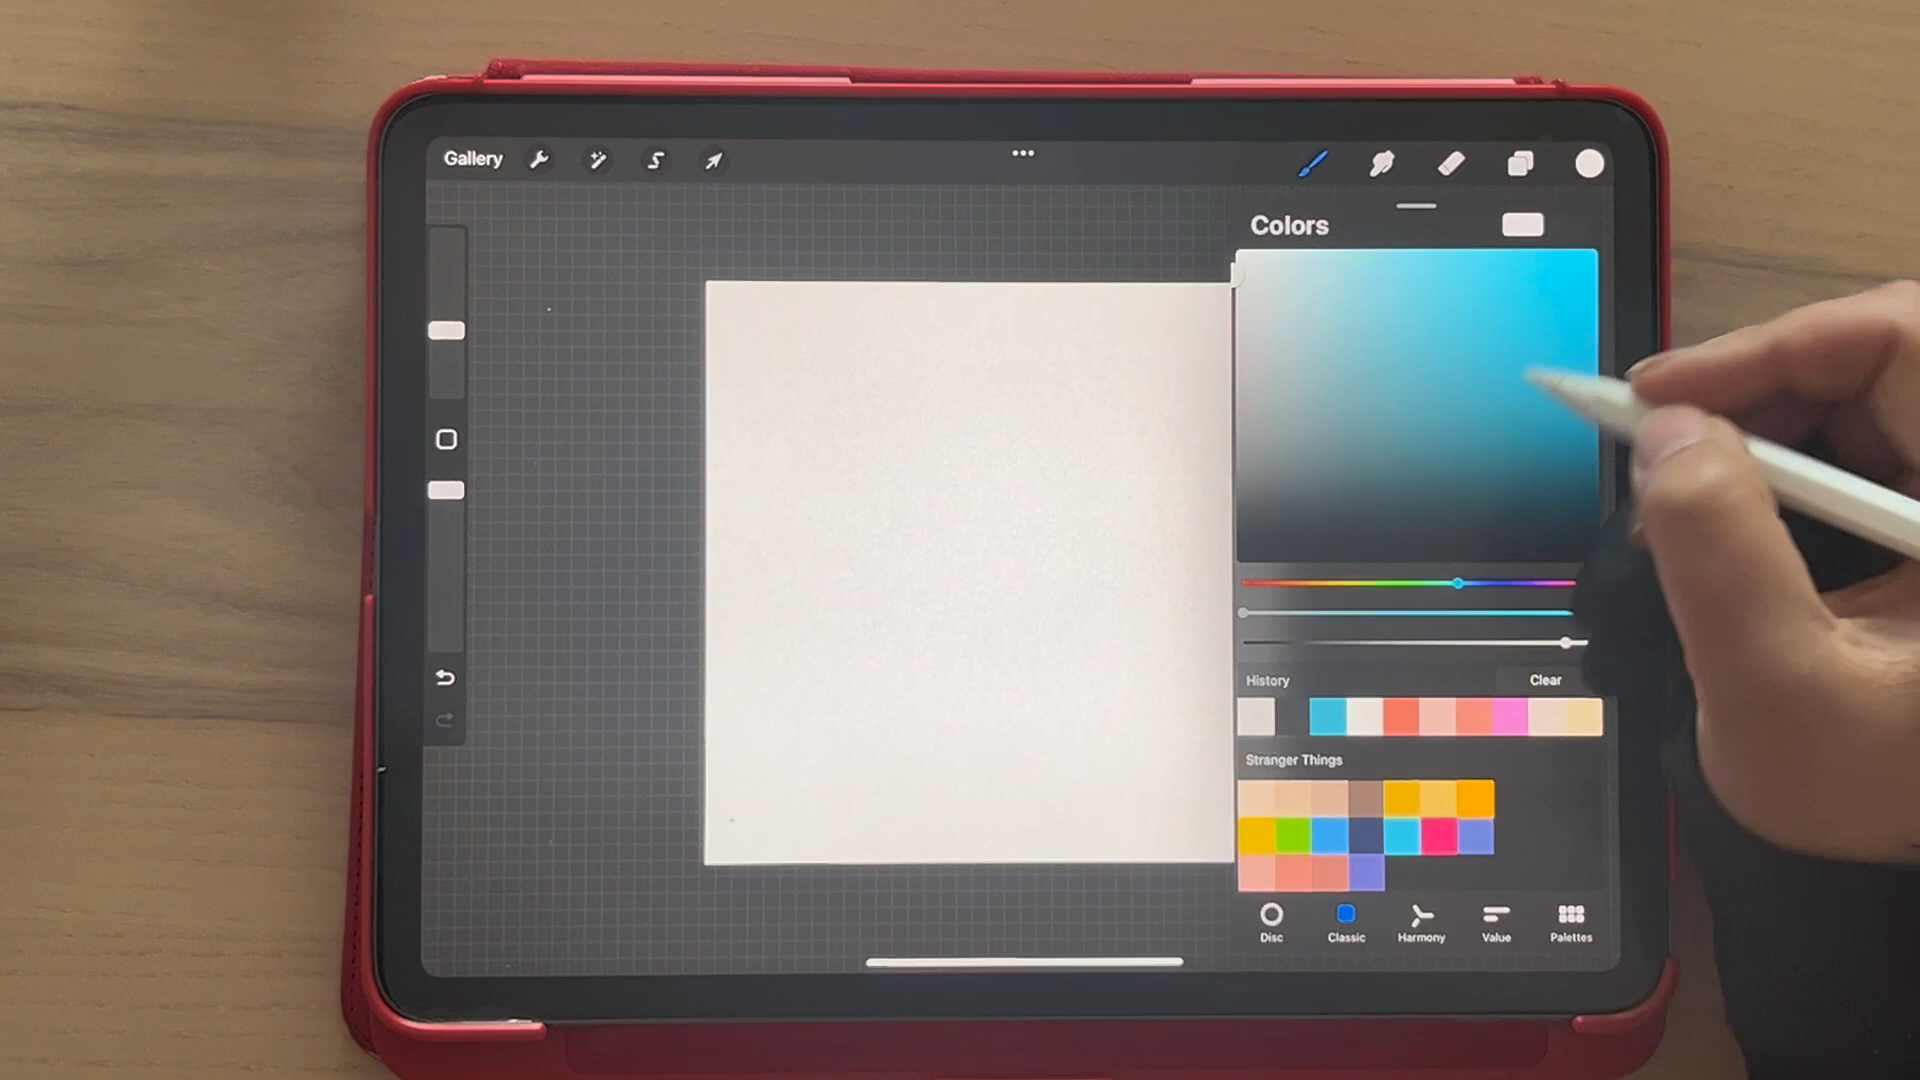 Gallery
Colors
History
Clear
Stranger Things
Disc
Classic
Harmony
Value
Palettes